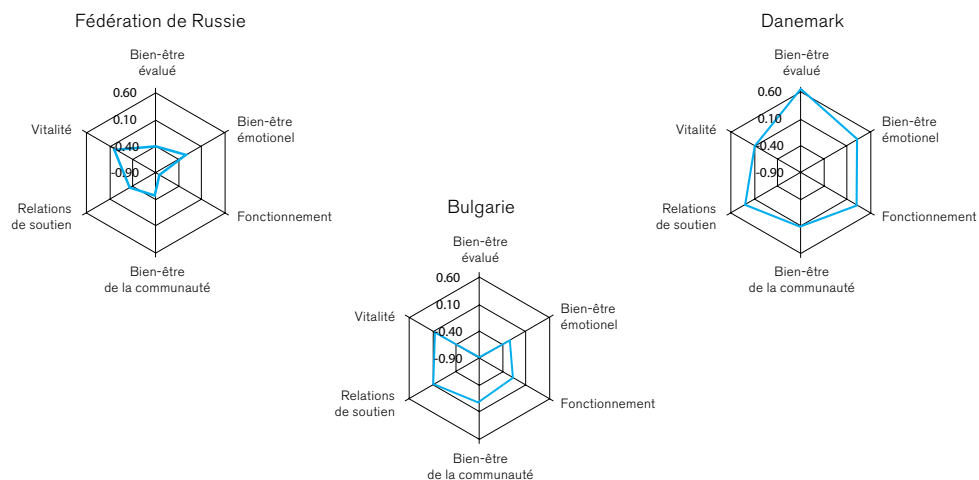 Fédération de Russie
Bien-être
évalué
0.60
0.10
-0.40
-0.90
Vitalité
Bien-être
émotionel
Relations
de soutien
Fonctionnement
Bien-être
de la communauté
Danemark
Bien-être
évalué
0.60
0.10
-0.40
-0.90
Vitalité
Bien-être
émotionel
Relations
de soutien
Fonctionnement
Bien-être
de la communauté
Bulgarie
Bien-être
évalué
0.60
0.10
-0.40
-0.90
Vitalité
Bien-être
émotionel
Relations
de soutien
Fonctionnement
Bien-être
de la communauté